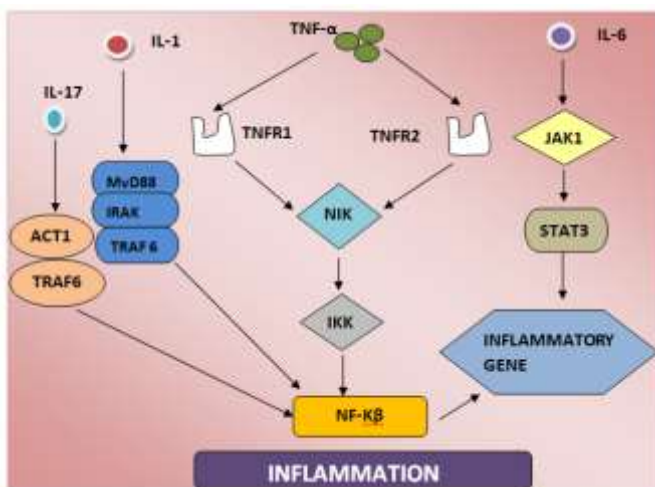 TNF-α
IL-1
IL-6
IL-17
TNFR1
TNFR2
JAK1
MyD88
IRAK
TRAF 6
NIK
ACT1
STAT3
TRAF6
IKK
INFLAMMATORY
GENE
NF-Kβ
INFLAMMATION